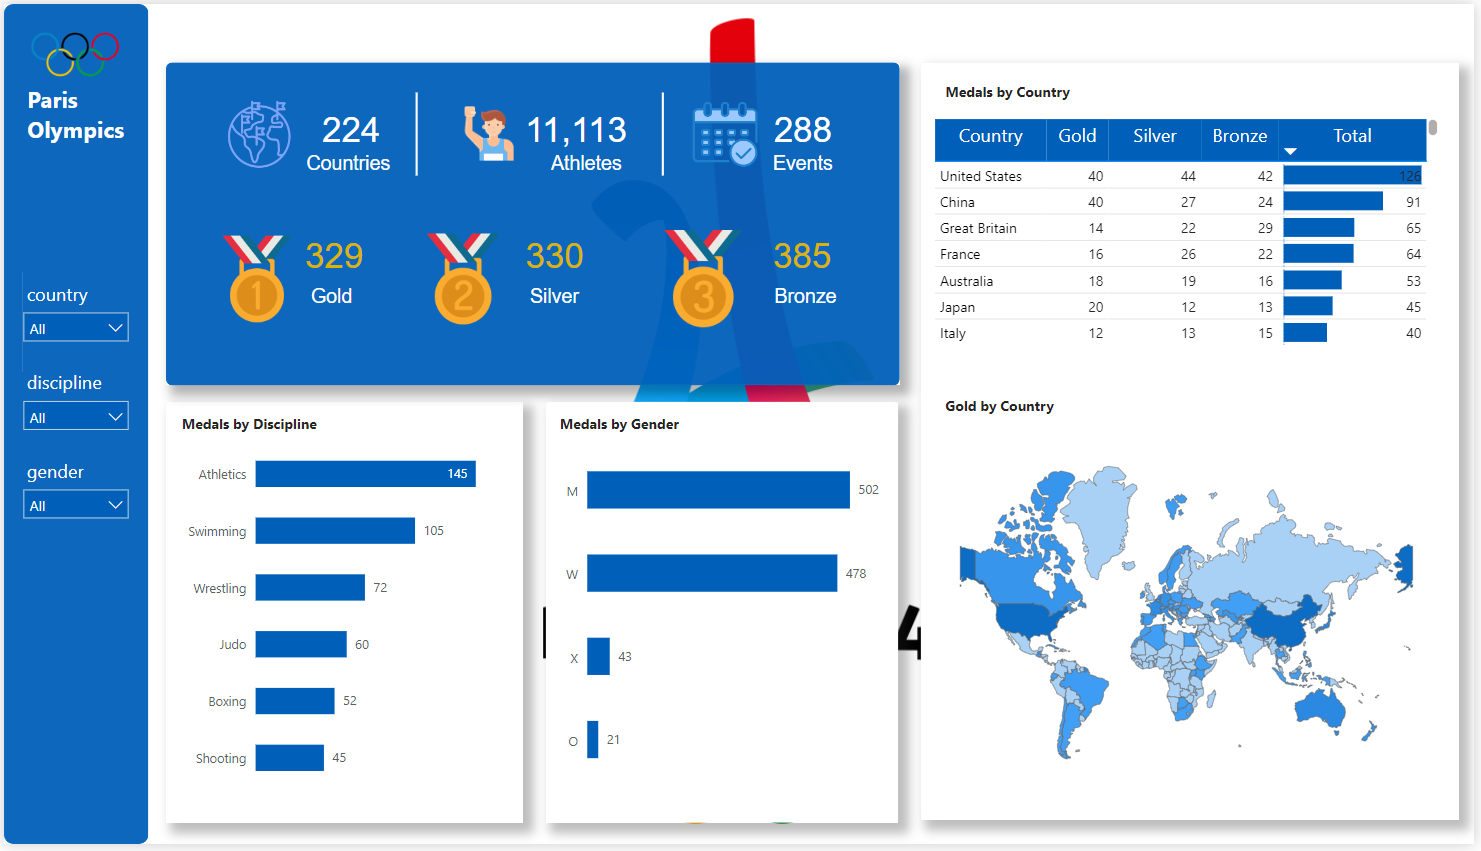 Paris
Olympics
country
All
discipline
All
gender
All
224
Countries
11,113
Athletes
288
Events
1
329
Gold
2
330
Silver
3
385
Bronze
Medals by Discipline
Athletics 145
Swimming 105
Wrestling 72
Judo 60
Boxing 52
Shooting 45
Medals by Gender
M 502
W 478
X 43
O 21
4
Medals by Country
Country Gold Silver Bronze Total
United States 40 44 42 126
China 40 27 24 91
Great Britain 14 22 29 65
France 16 26 22 64
Australia 18 19 16 53
Japan 20 12 13 45
Italy 12 13 15 40
Gold by Country